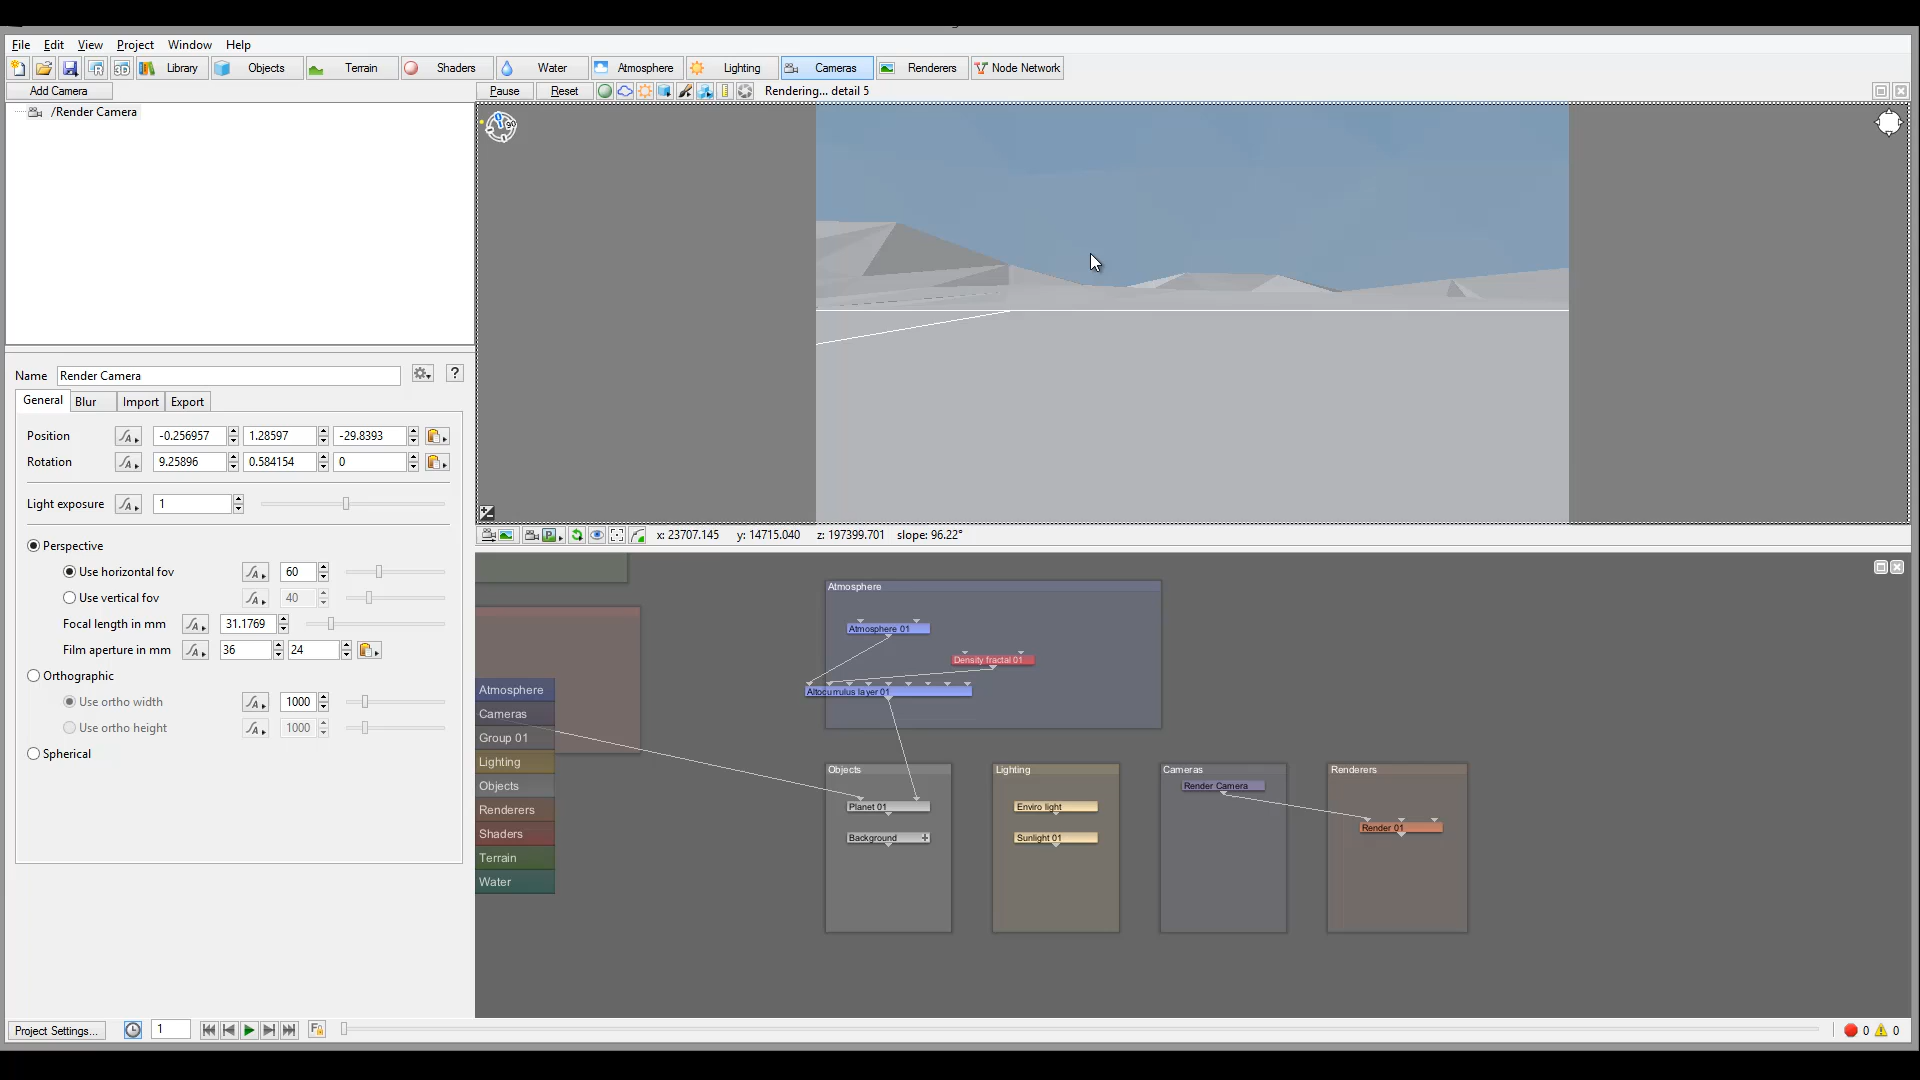 File Edit View Project Window Help
Library Objects Terrain Shaders Water Atmosphere Lighting Cameras Renderers Node Network
Add Camera
Pause Reset Rendering... detail 5
/Render Camera
Name Render Camera ?
General Blur Import Export
Position -0.256957 1.28597 -29.8393
Rotation 9.25896 0.584154 0
Light exposure 1
Perspective
Use horizontal fov 60
Use vertical fov 40
Focal length in mm 31.1769
Film aperture in mm 36 24
Orthographic
Use ortho width 1000
Use ortho height 1000
Spherical
x: 23707.145 y: 14715.040 z: 197399.701 slope: 96.22°
Atmosphere
Atmosphere 01
Density fractal 01
Altocumulus layer 01
Atmosphere
Cameras
Group 01
Lighting
Objects
Renderers
Shaders
Terrain
Water
Objects
Planet 01
Background +
Lighting
Enviro light
Sunlight 01
Cameras
Render Camera
Renderers
Render 01
Project Settings... 1 0 0